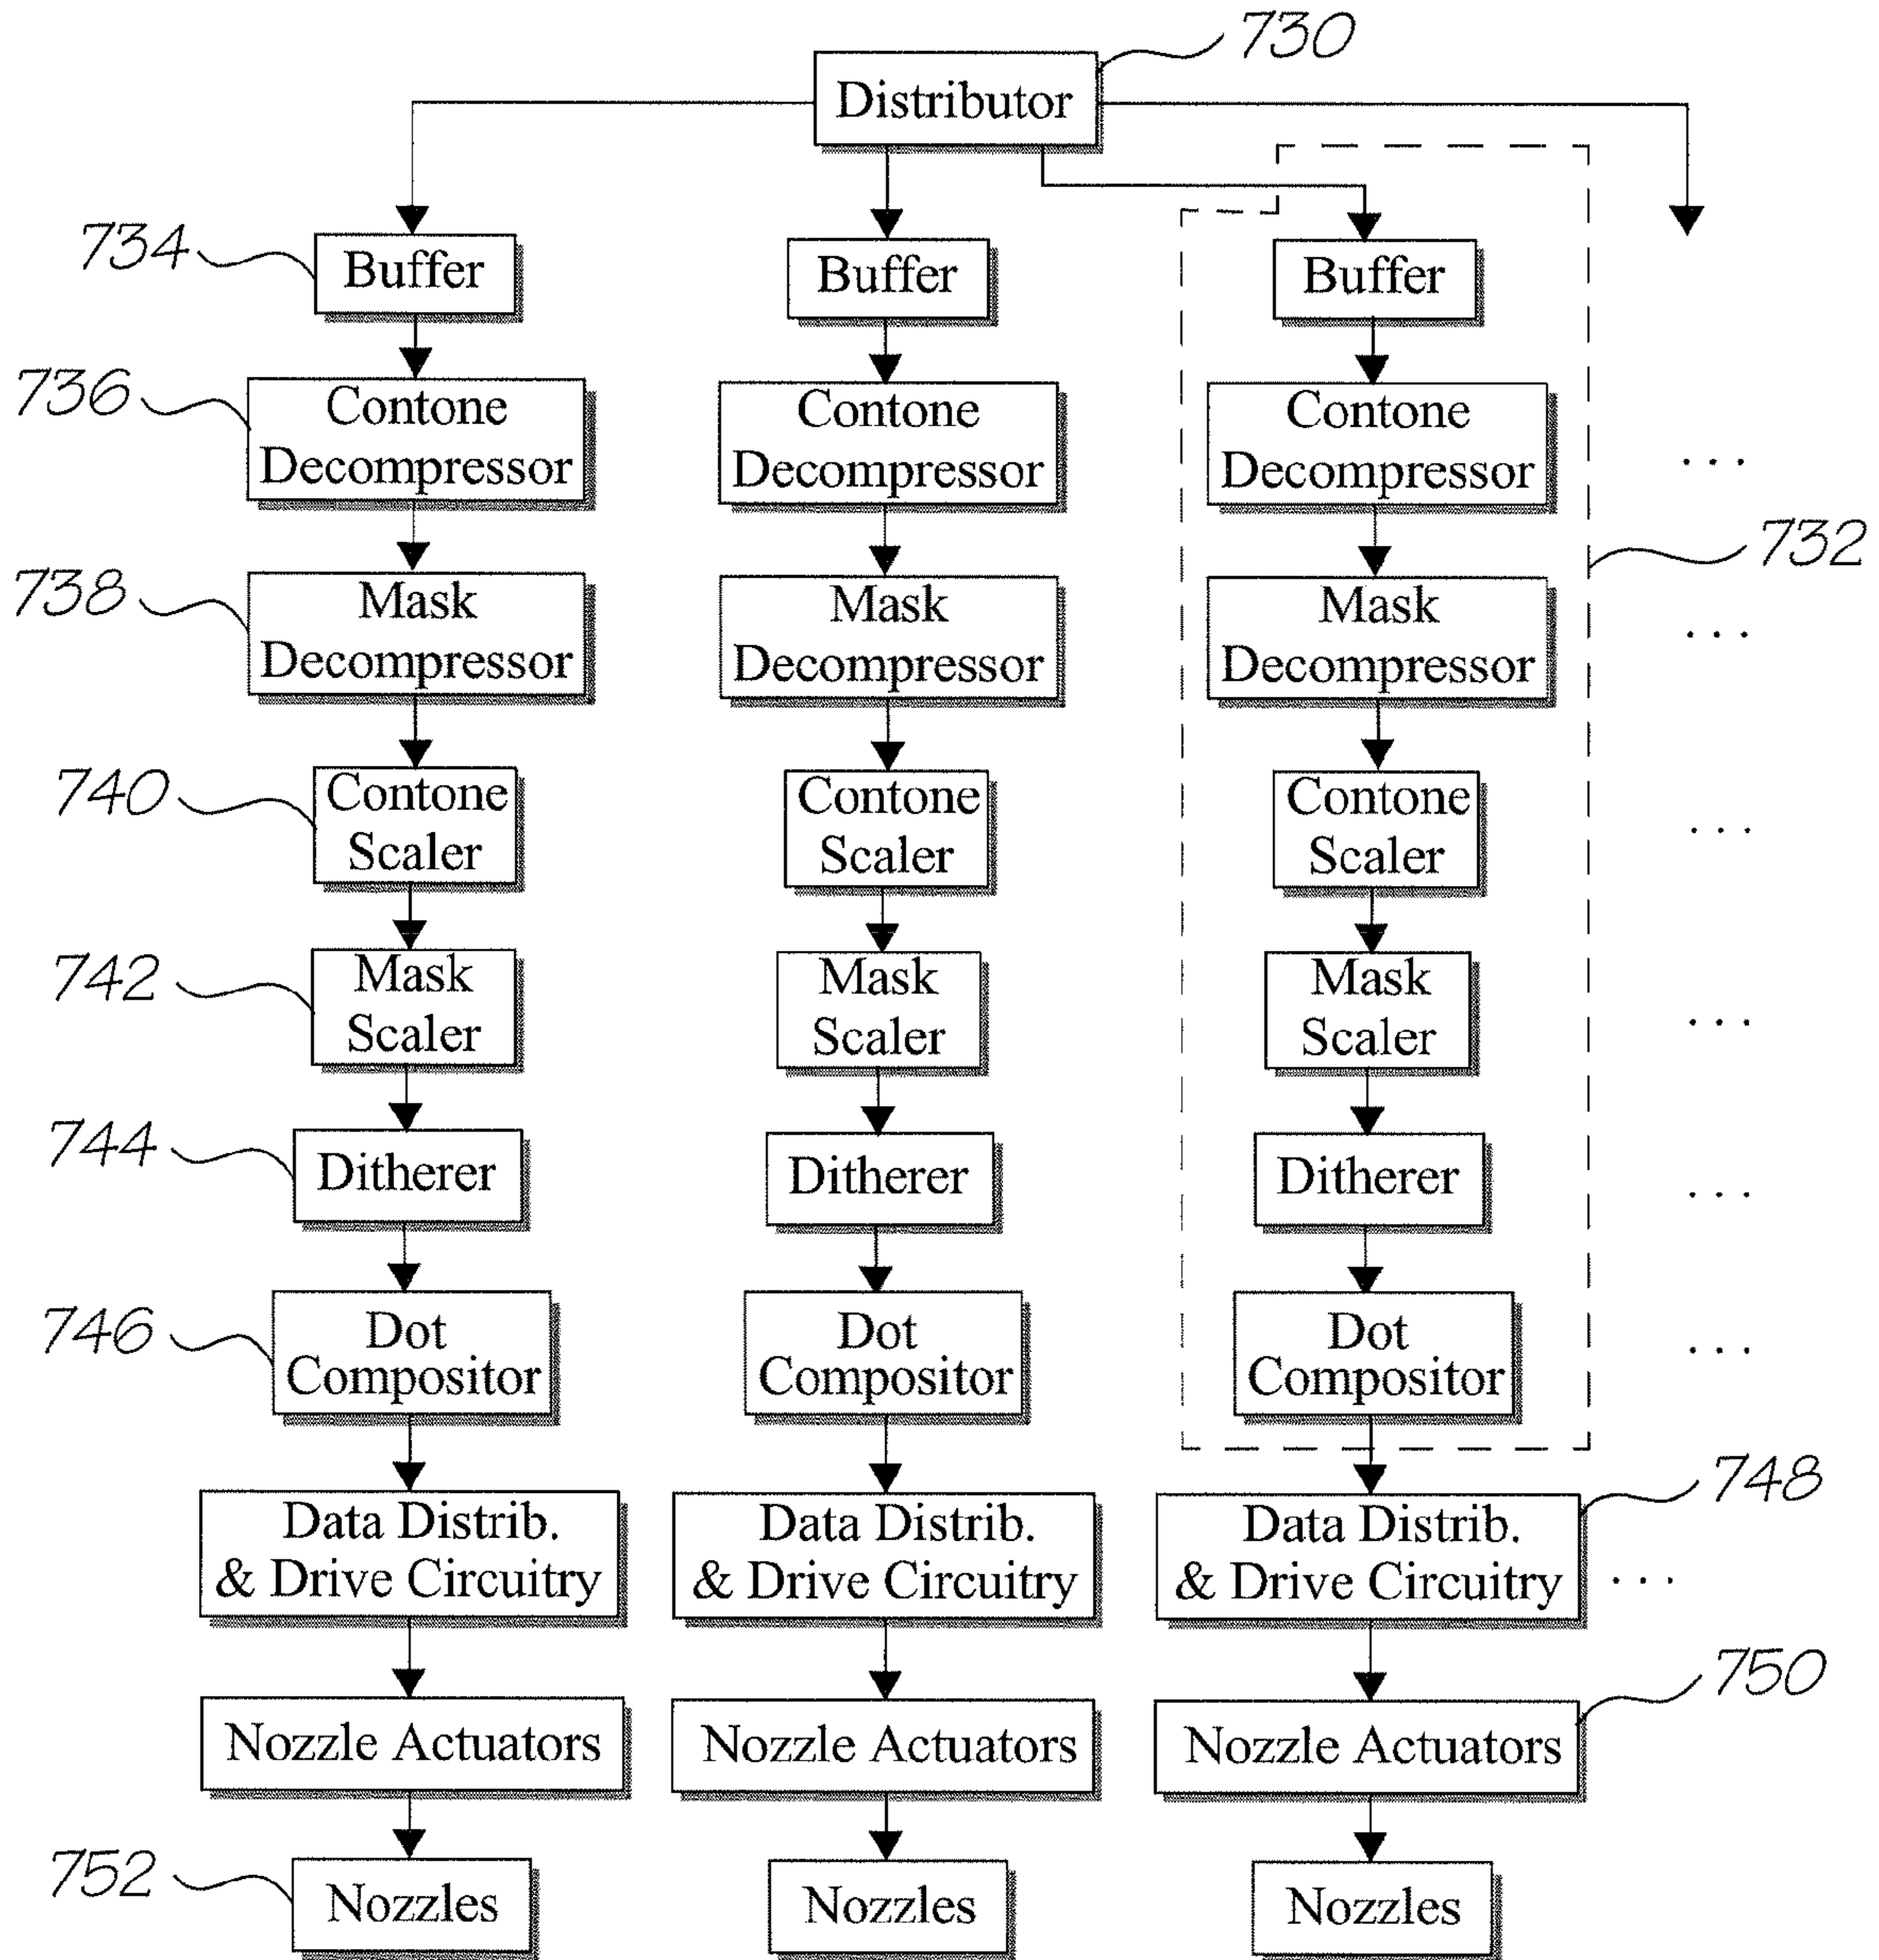 730
Distributor
734
Buffer
Buffer
Buffer
736
Contone
Decompressor
Contone
Decompressor
Contone
Decompressor
...
732
738
Mask
Decompressor
Mask
Decompressor
Mask
Decompressor
...
740
Contone
Scaler
Contone
Scaler
Contone
Scaler
...
742
Mask
Scaler
Mask
Scaler
Mask
Scaler
...
744
Ditherer
Ditherer
Ditherer
...
746
Dot
Compositor
Dot
Compositor
Dot
Compositor
...
748
Data Distrib.
& Drive Circuitry
Data Distrib.
& Drive Circuitry
Data Distrib.
& Drive Circuitry
...
750
Nozzle Actuators
Nozzle Actuators
Nozzle Actuators
752
Nozzles
Nozzles
Nozzles